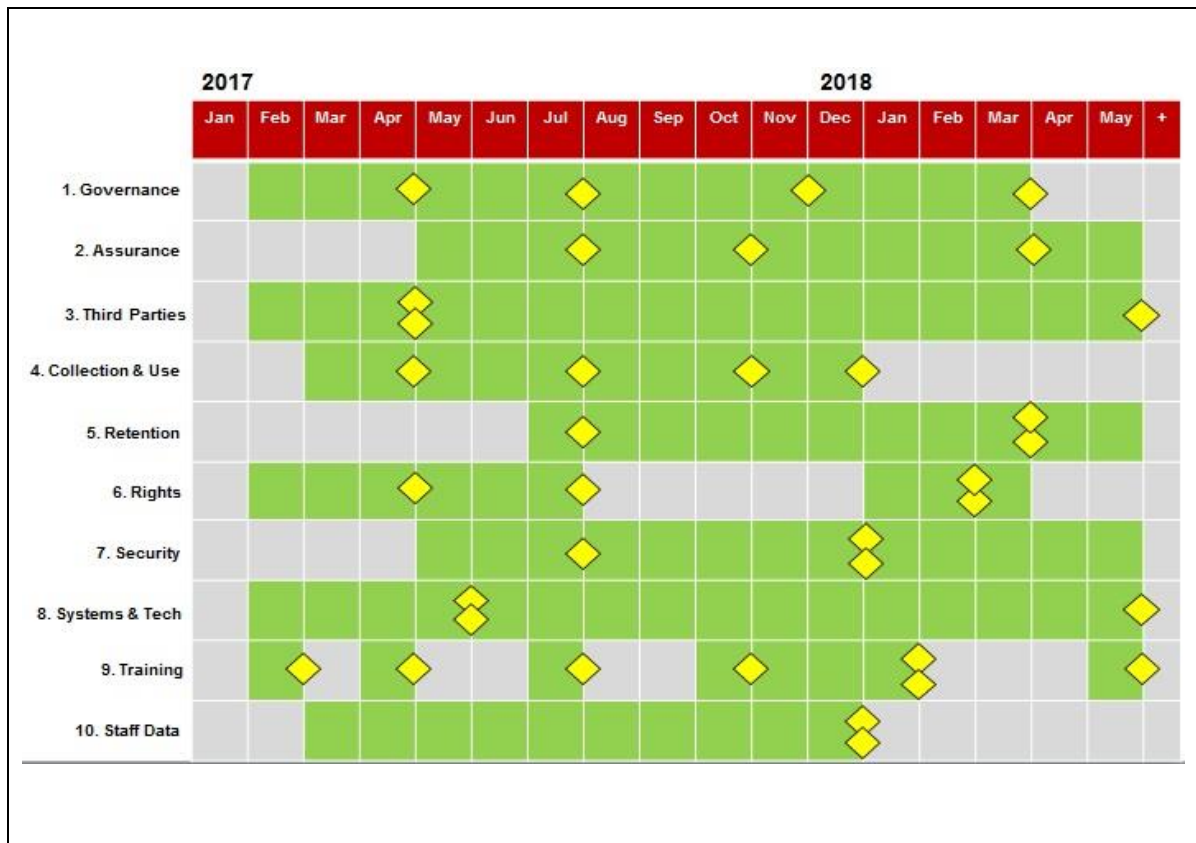 2017 2018
Jan Feb Mar Apr May Jun Jul Aug Sep Oct Nov Dec Jan Feb Mar Apr May +
1. Governance
2. Assurance
3. Third Parties
4. Collection & Use
5. Retention
6. Rights
7. Security
8. Systems & Tech
9. Training
10. Staff Data